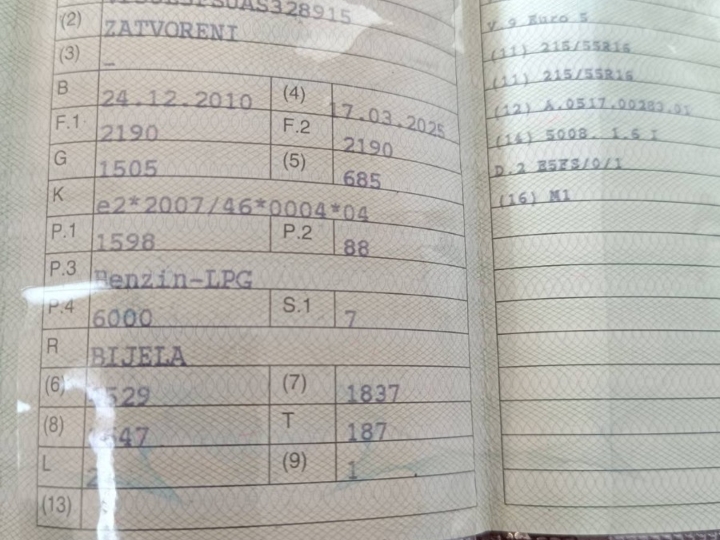 (2) ZATVORENI
(3) -
B 24.12.2010 (4) 17.03.2025
F.1 2190 F.2 2190
G 1505 (5) 685
K e2*2007/46*0004*04
P.1 1598 P.2 88
P.3 Benzin-LPG
P.4 6000 S.1 7
R BIJELA
(6) 529 (7) 1837
(8) 647 T 187
L (9) 1
(13)
V.9 Euro 5
(11) 215/55R16
(11) 215/55R16
(12)
(14) 5008 1.6 I
D.2
(16) M1